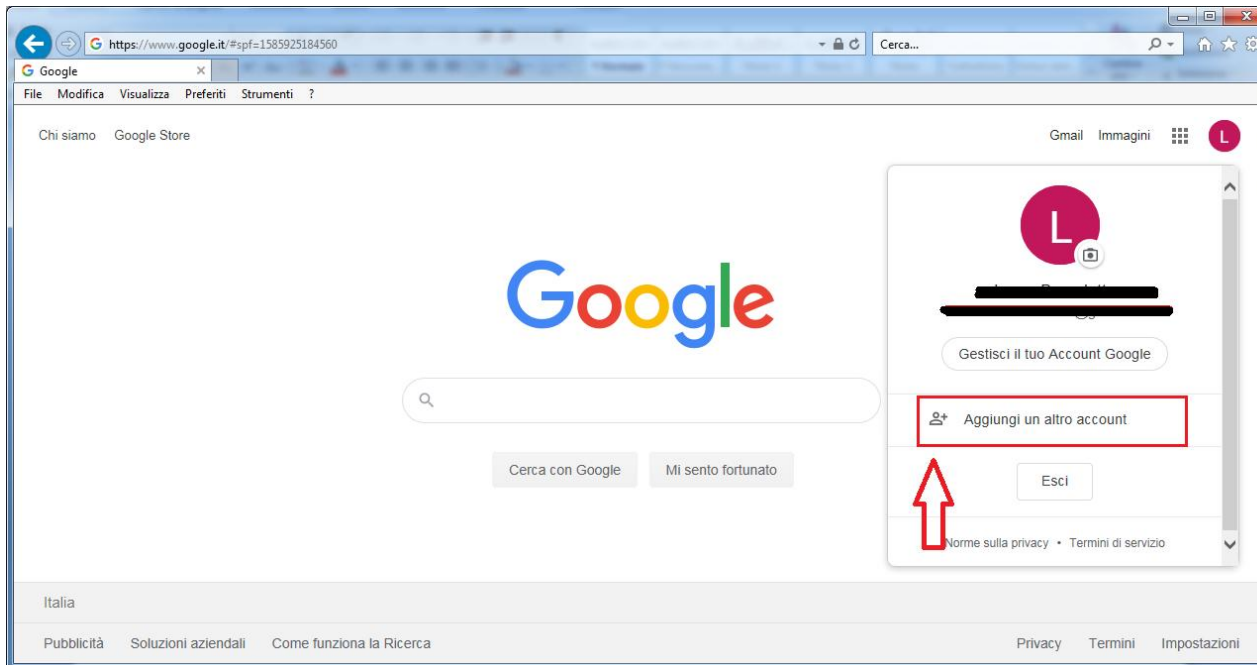 https://www.google.it/#spf=1585925184560
Cerca...
Google
File Modifica Visualizza Preferiti Strumenti ?
Chi siamo Google Store
Gmail Immagini
L
L
Google
Gestisci il tuo Account Google
Aggiungi un altro account
Cerca con Google Mi sento fortunato
Esci
Norme sulla privacy • Termini di servizio
Italia
Pubblicità Soluzioni aziendali Come funziona la Ricerca
Privacy Termini Impostazioni